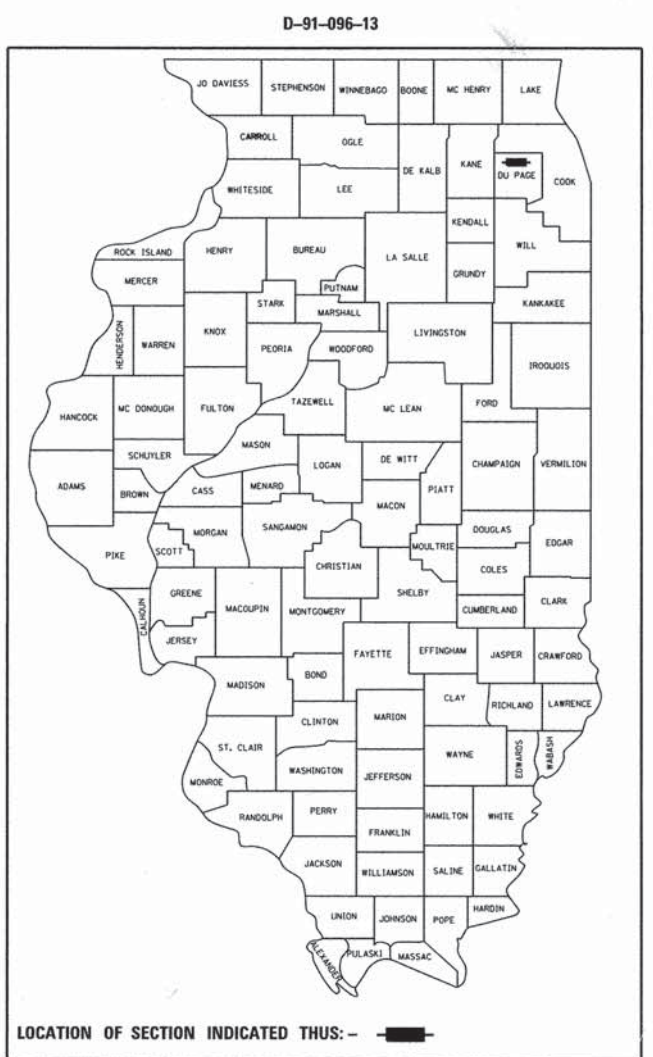 D-91-096-13
JO DAVIESS
STEPHENSON
WINNEBAGO
BOONE
MC HENRY
LAKE
CARROLL
OGLE
DE KALB
KANE
DU PAGE
COOK
WHITESIDE
LEE
KENDALL
WILL
ROCK ISLAND
HENRY
BUREAU
LA SALLE
GRUNDY
MERCER
PUTNAM
KANKAKEE
STARK
MARSHALL
HENDERSON
WARREN
KNOX
PEORIA
WOODFORD
LIVINGSTON
IROQUOIS
HANCOCK
MC DONOUGH
FULTON
TAZEWELL
MC LEAN
FORD
MASON
SCHUYLER
LOGAN
DE WITT
CHAMPAIGN
VERMILION
ADAMS
BROWN
CASS
MENARD
MACON
PIATT
MORGAN
SANGAMON
DOUGLAS
EDGAR
PIKE
SCOTT
CHRISTIAN
MOULTRIE
COLES
CALHOUN
GREENE
MACOUPIN
MONTGOMERY
SHELBY
CUMBERLAND
CLARK
JERSEY
FAYETTE
EFFINGHAM
JASPER
CRAWFORD
MADISON
BOND
CLAY
RICHLAND
LAWRENCE
CLINTON
MARION
ST. CLAIR
WAYNE
EDWARDS
WABASH
MONROE
WASHINGTON
JEFFERSON
RANDOLPH
PERRY
HAMILTON
WHITE
FRANKLIN
JACKSON
WILLIAMSON
SALINE
GALLATIN
UNION
JOHNSON
POPE
HARDIN
ALEXANDER
PULASKI
MASSAC
LOCATION OF SECTION INDICATED THUS: -